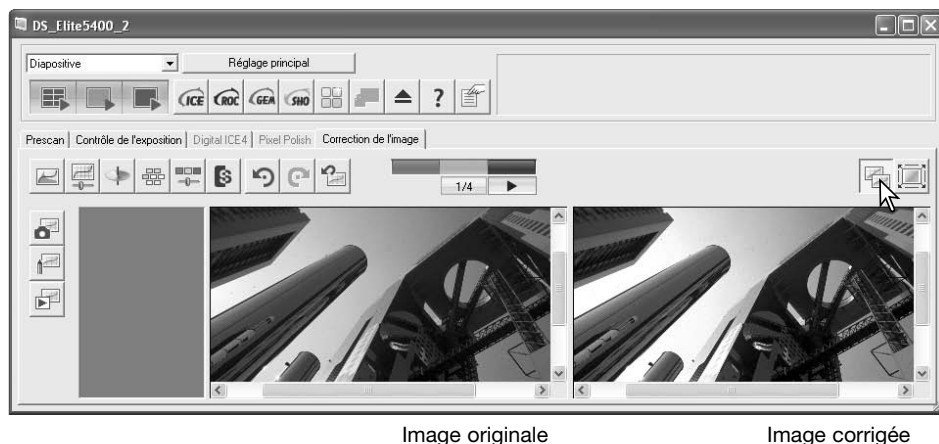 DS_Elite5400_2
Diapositive
Réglage principal
ICE ROC GEM SHO ?
Prescan Contrôle de l'exposition Digital ICE4 Pixel Polish Correction de l'image
1/4
Image originale Image corrigée